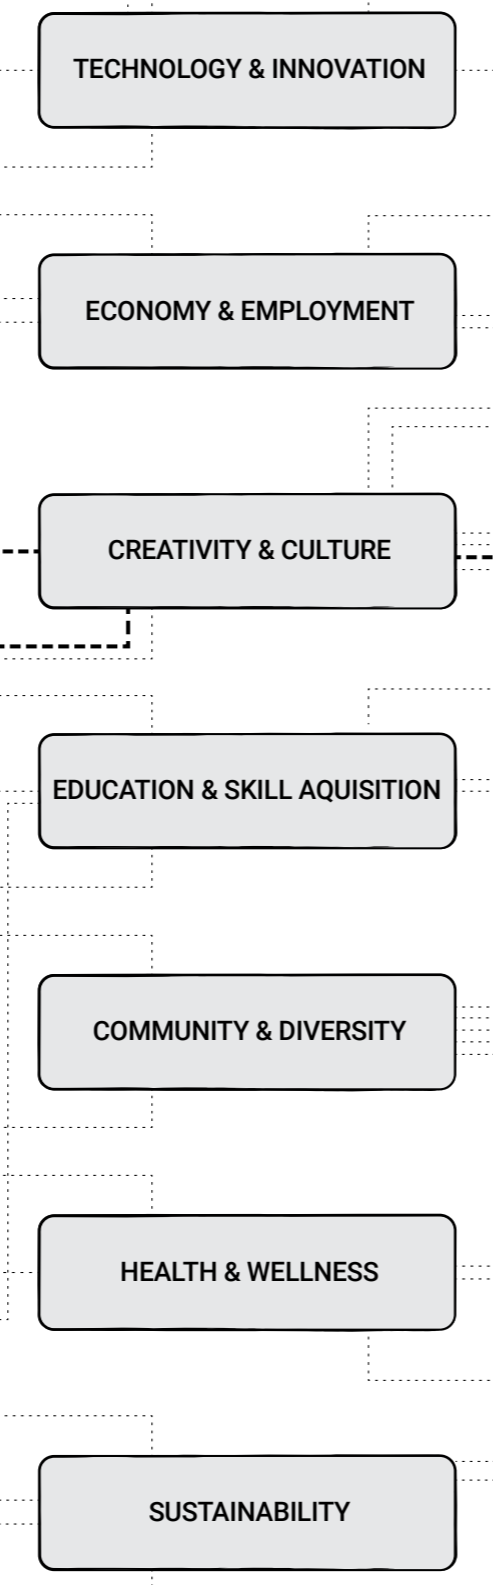 TECHNOLOGY & INNOVATION
ECONOMY & EMPLOYMENT
CREATIVITY & CULTURE
EDUCATION & SKILL AQUISITION
COMMUNITY & DIVERSITY
HEALTH & WELLNESS
SUSTAINABILITY